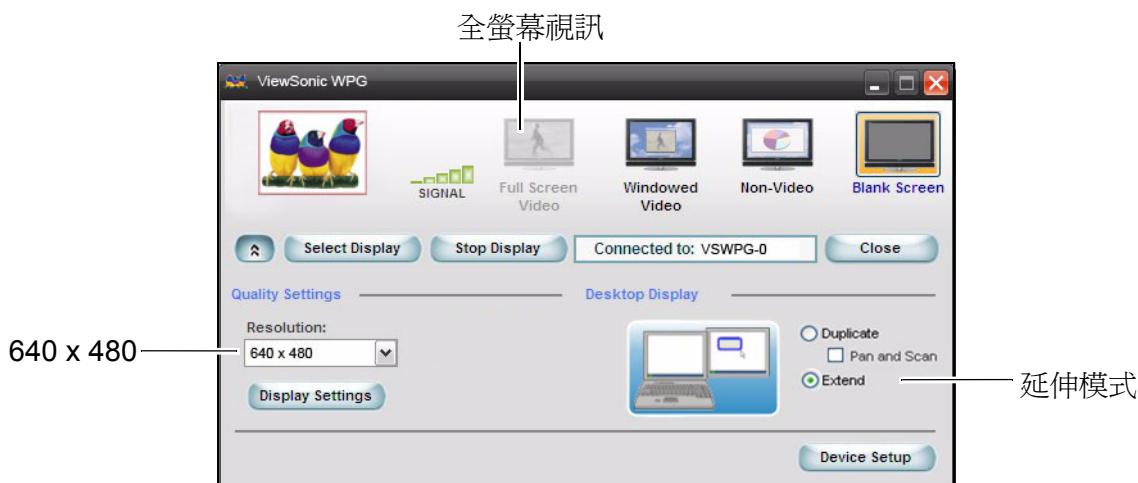 全螢幕視訊
ViewSonic WPG
SIGNAL
Full Screen
Video
Windowed
Video
Non-Video
Blank Screen
Select Display
Stop Display
Connected to: VSWPG-0
Close
Quality Settings
Desktop Display
Resolution:
640 x 480
640 x 480
Display Settings
Duplicate
Pan and Scan
Extend
延伸模式
Device Setup